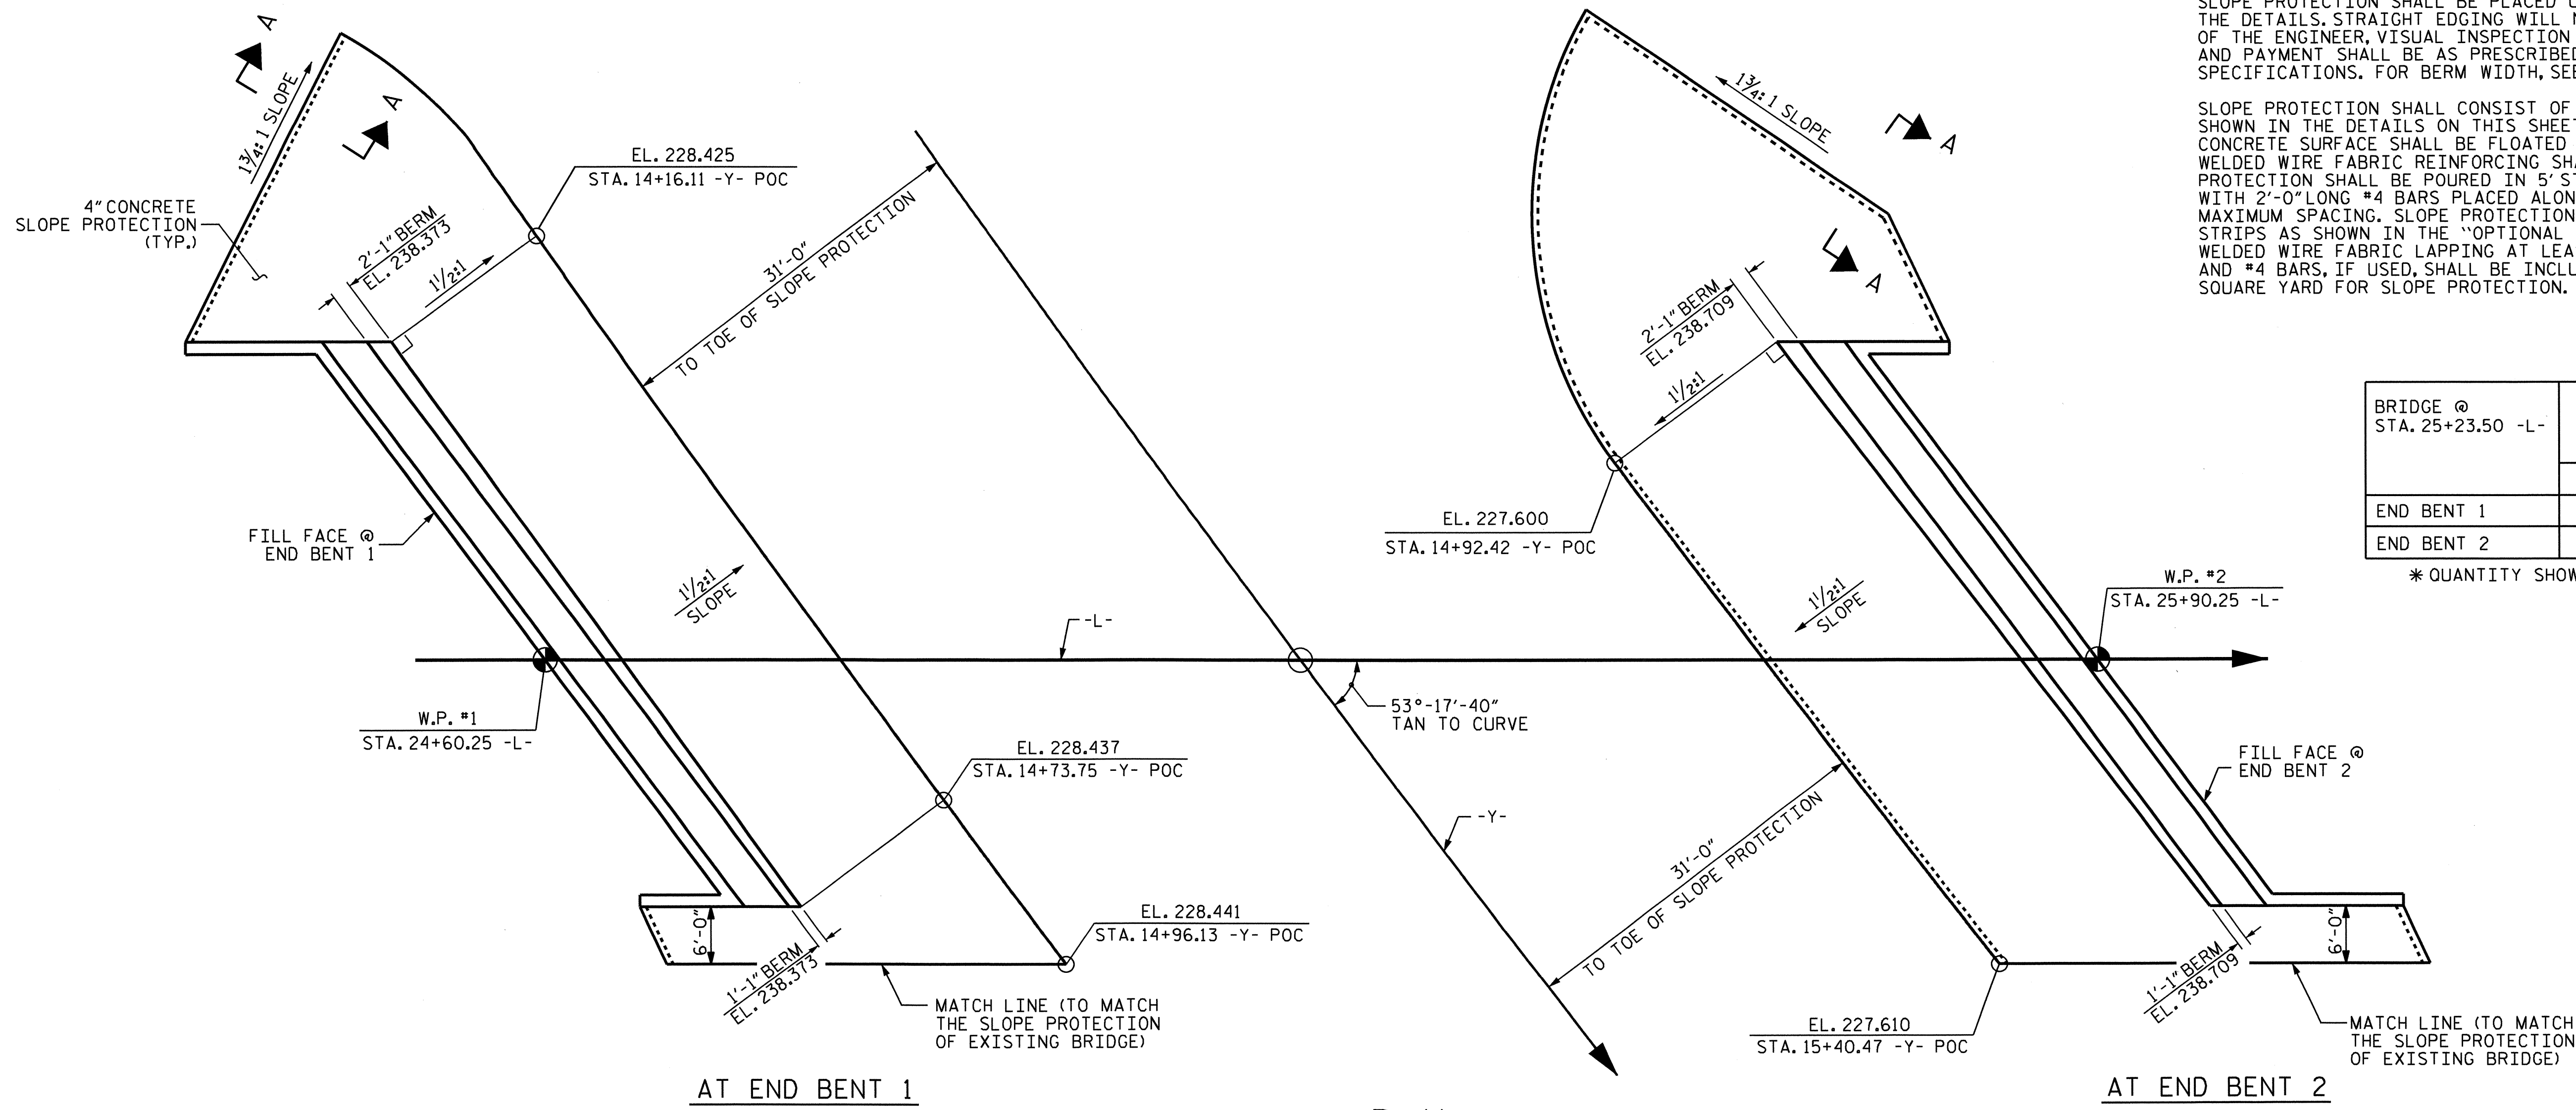 SLOPE PROTECTION SHALL BE PLACED
THE DETAILS. STRAIGHT EDGING WILL
OF THE ENGINEER, VISUAL INSPECTION
AND PAYMENT SHALL BE AS PRESCRIBED
SPECIFICATIONS. FOR BERM WIDTH, SEE
SLOPE PROTECTION SHALL CONSIST OF
SHOWN IN THE DETAILS ON THIS SHEET
CONCRETE SURFACE SHALL BE FLOATED
WELDED WIRE FABRIC REINFORCING
PROTECTION SHALL BE POURED IN 5'
WITH 2'-0" LONG #4 BARS PLACED
MAXIMUM SPACING. SLOPE PROTECTION
STRIPS AS SHOWN IN THE "OPTIONAL
WELDED WIRE FABRIC LAPPING AT
AND #4 BARS, IF USED, SHALL BE
SQUARE YARD FOR SLOPE PROTECTION.
A
A
1¾:1 SLOPE
4" CONCRETE
SLOPE PROTECTION
(TYP.)
2'-1" BERM
EL. 238.373
1½:1
EL. 228.425
STA. 14+16.11 -Y- POC
31'-0"
TO TOE OF SLOPE PROTECTION
1¾:1 SLOPE
A
A
2'-1" BERM
EL. 238.709
1½:1
BRIDGE @
STA. 25+23.50 -L-
END BENT 1
END BENT 2
* QUANTITY
FILL FACE @
END BENT 1
EL. 227.600
STA. 14+92.42 -Y- POC
1½:1
SLOPE
1½:1
SLOPE
W.P. #2
STA. 25+90.25 -L-
-L-
W.P. #1
STA. 24+60.25 -L-
53°-17'-40"
TAN TO CURVE
EL. 228.437
STA. 14+73.75 -Y- POC
FILL FACE @
END BENT 2
-Y-
31'-0"
TO TOE OF SLOPE PROTECTION
EL. 228.441
STA. 14+96.13 -Y- POC
6'-0"
1'-1" BERM
EL. 238.373
MATCH LINE (TO MATCH
THE SLOPE PROTECTION
OF EXISTING BRIDGE)
6'-0"
1'-1" BERM
EL. 238.709
EL. 227.610
STA. 15+40.47 -Y- POC
MATCH LINE (TO MATCH
THE SLOPE PROTECTION
OF EXISTING BRIDGE)
AT END BENT 1
AT END BENT 2